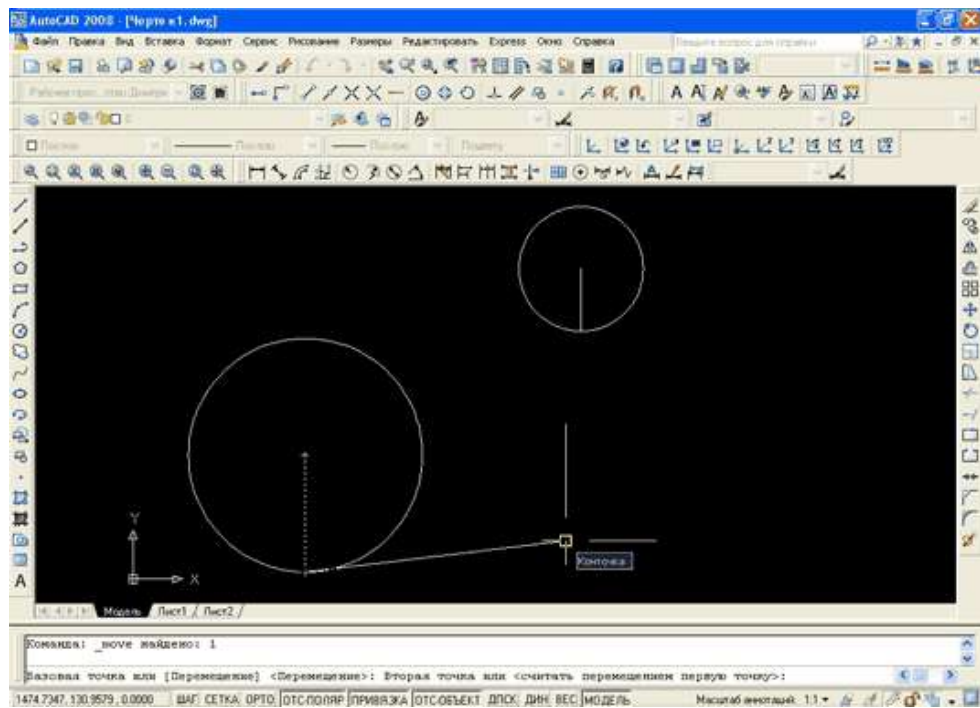 AutoCAD 2008 - [Чертеж1.dwg]
Файл Правка Вид Вставка Формат Сервис Рисование Размеры Редактировать Express Окно Справка
Послою Послою Послою
Y
X
Конточка
A
Модель Лист1 Лист2
Команда: _move найдено: 1
Базовая точка или [Перемещение] <Перемещение>: Вторая точка или <считать перемещением первую точку>:
1474.7347, 130.9579, 0.0000 ШАГ СЕТКА ОРТО ОТС-ПОЛЯР ПРИВЯЗКА ОТС-ОБЪЕКТ ДПСК ДИН ВЕС МОДЕЛЬ Масштаб аннотаций: 1:1